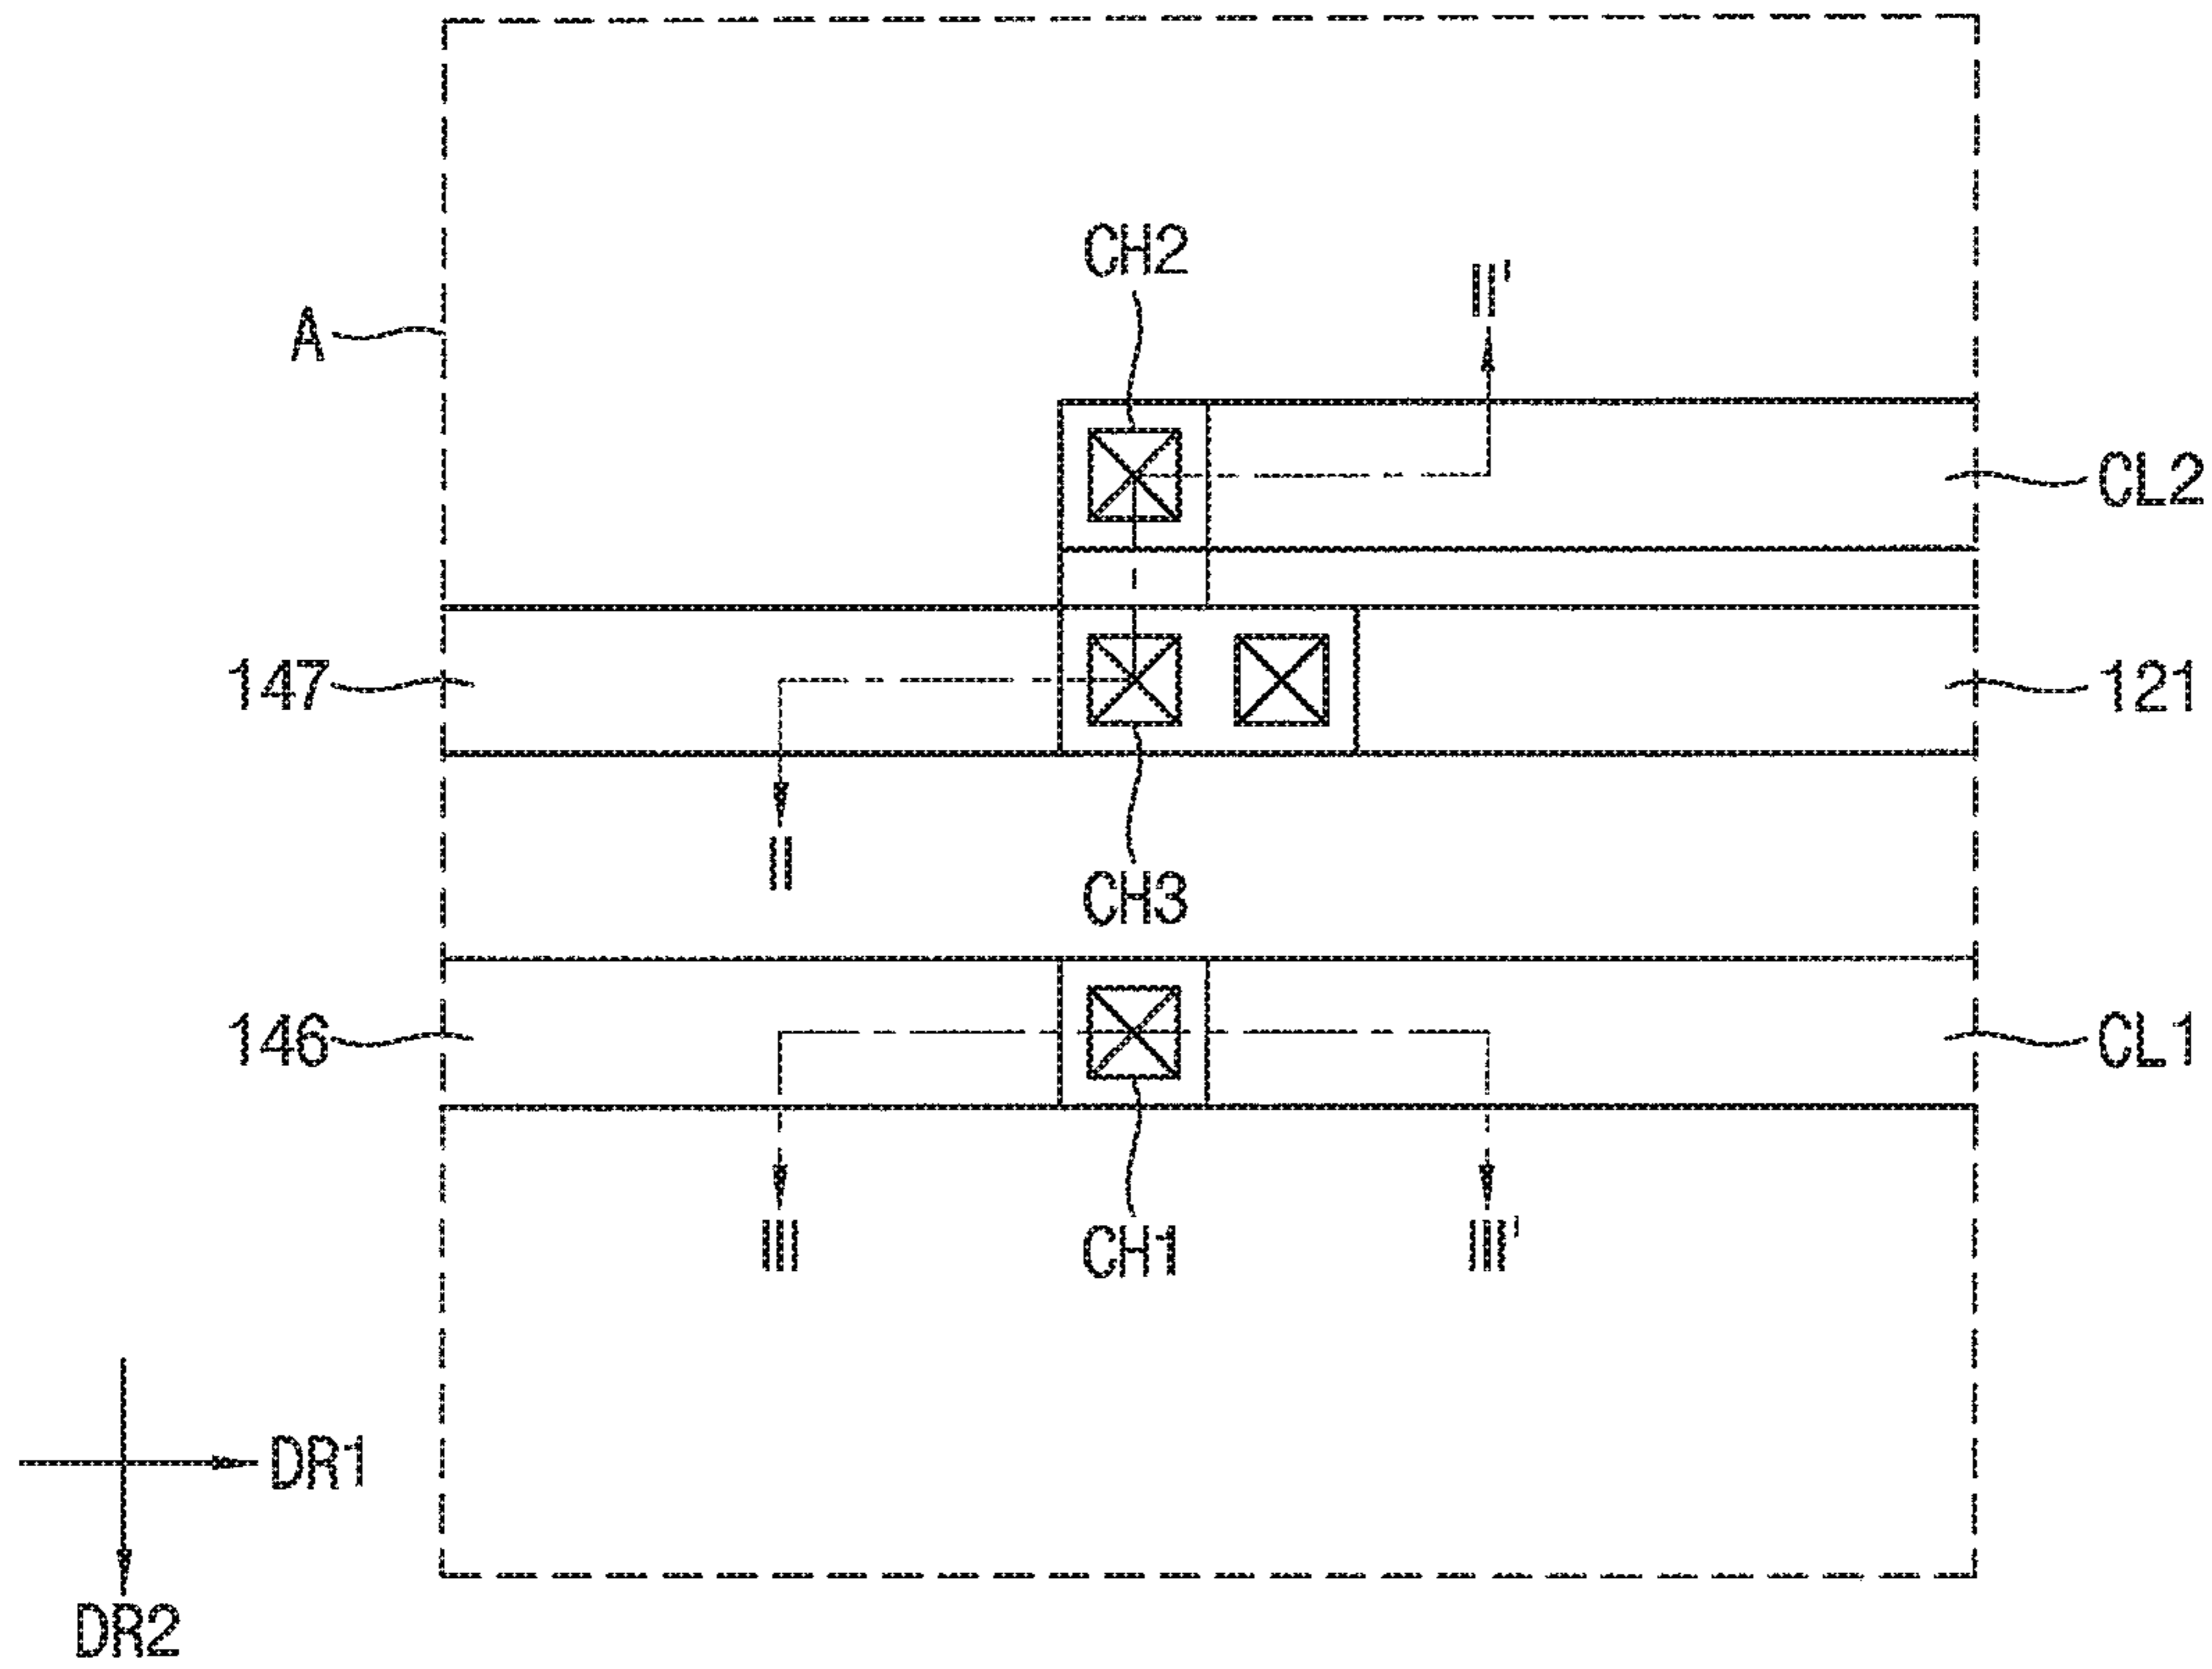 CH2
II'
A
CL2
147
121
II
CH3
146
CL1
III
CH1
III'
DR1
DR2